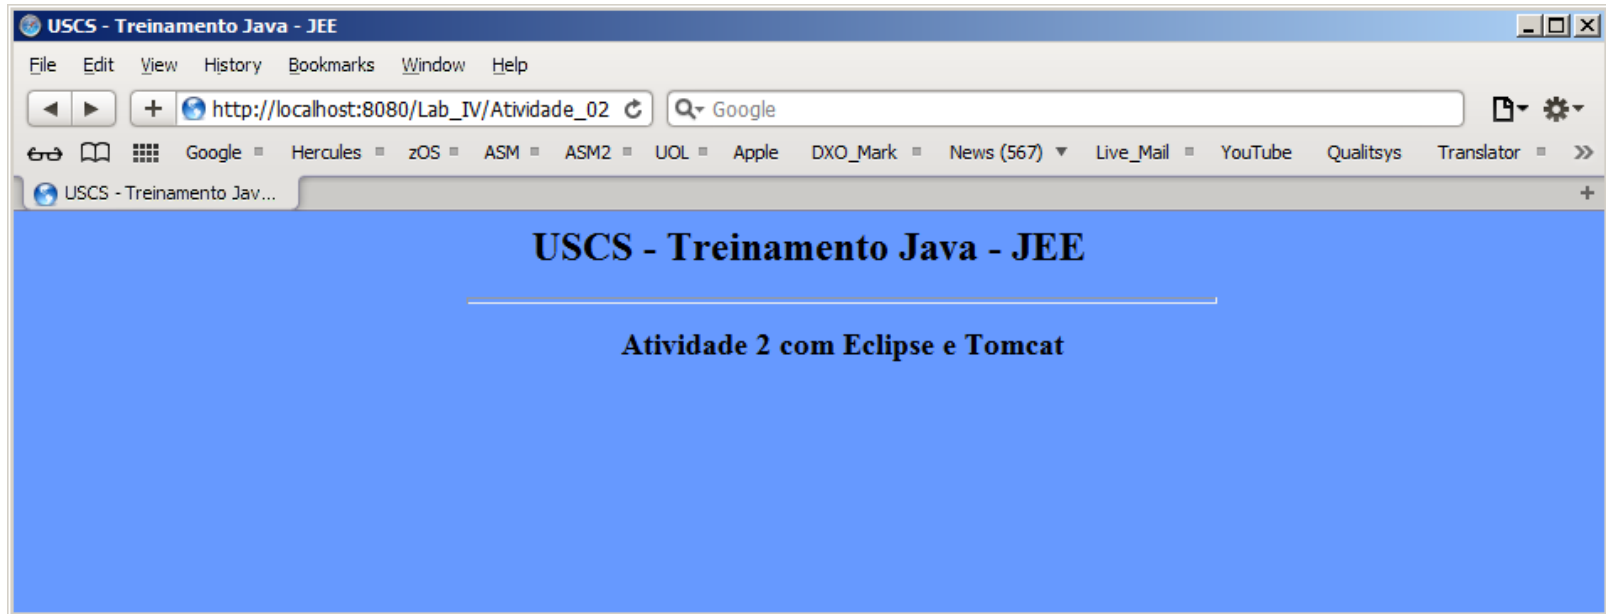 USCS - Treinamento Java - JEE
File Edit View History Bookmarks Window Help
http://localhost:8080/Lab_IV/Atividade_02 Google
Google Hercules zOS ASM ASM2 UOL Apple DXO_Mark News (567) Live_Mail YouTube Qualitsys Translator
USCS - Treinamento Jav...
USCS - Treinamento Java - JEE
Atividade 2 com Eclipse e Tomcat